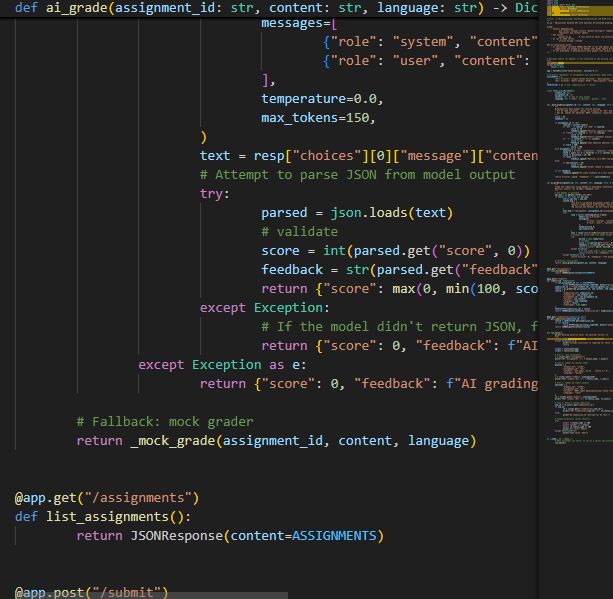 def ai_grade(assignment_id: str, content: str, language: str) -> Dic
messages=[
{"role": "system", "content"
{"role": "user", "content":
],
temperature=0.0,
max_tokens=150,
)
text = resp["choices"][0]["message"]["conten
# Attempt to parse JSON from model output
try:
parsed = json.loads(text)
# validate
score = int(parsed.get("score", 0))
feedback = str(parsed.get("feedback"
return {"score": max(0, min(100, sco
except Exception:
# If the model didn't return JSON, f
return {"score": 0, "feedback": f"AI
except Exception as e:
return {"score": 0, "feedback": f"AI grading
# Fallback: mock grader
return _mock_grade(assignment_id, content, language)
@app.get("/assignments")
def list_assignments():
return JSONResponse(content=ASSIGNMENTS)
@app.post("/submit")